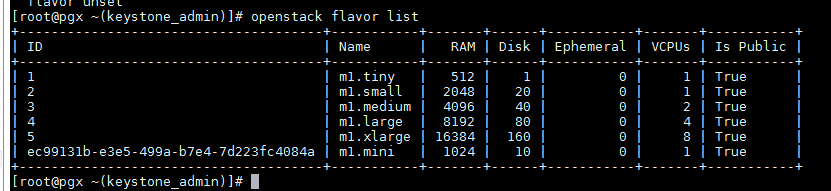 flavor unset
[root@pgx ~(keystone_admin)]# openstack flavor list
+--------------------------------------+-----------+-------+------+-----------+-------+-----------+
| ID                                   | Name      |   RAM | Disk | Ephemeral | VCPUs | Is Public |
+--------------------------------------+-----------+-------+------+-----------+-------+-----------+
| 1                                    | m1.tiny   |   512 |    1 |         0 |     1 | True      |
| 2                                    | m1.small  |  2048 |   20 |         0 |     1 | True      |
| 3                                    | m1.medium |  4096 |   40 |         0 |     2 | True      |
| 4                                    | m1.large  |  8192 |   80 |         0 |     4 | True      |
| 5                                    | m1.xlarge | 16384 |  160 |         0 |     8 | True      |
| ec99131b-e3e5-499a-b7e4-7d223fc4084a | m1.mini   |  1024 |   10 |         0 |     1 | True      |
+--------------------------------------+-----------+-------+------+-----------+-------+-----------+
[root@pgx ~(keystone_admin)]#